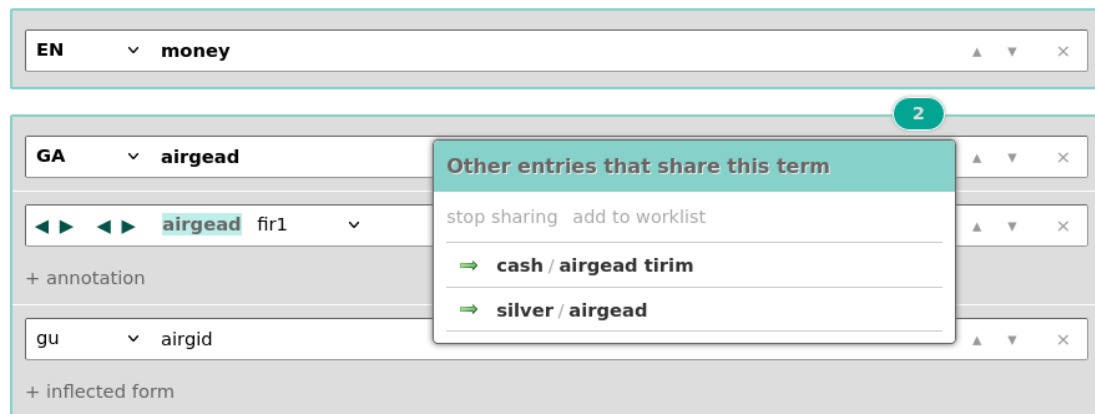 EN money
2
GA airgead
Other entries that share this term
stop sharing add to worklist
airgead fir1
cash / airgead tirim
+ annotation
silver / airgead
gu airgid
+ inflected form